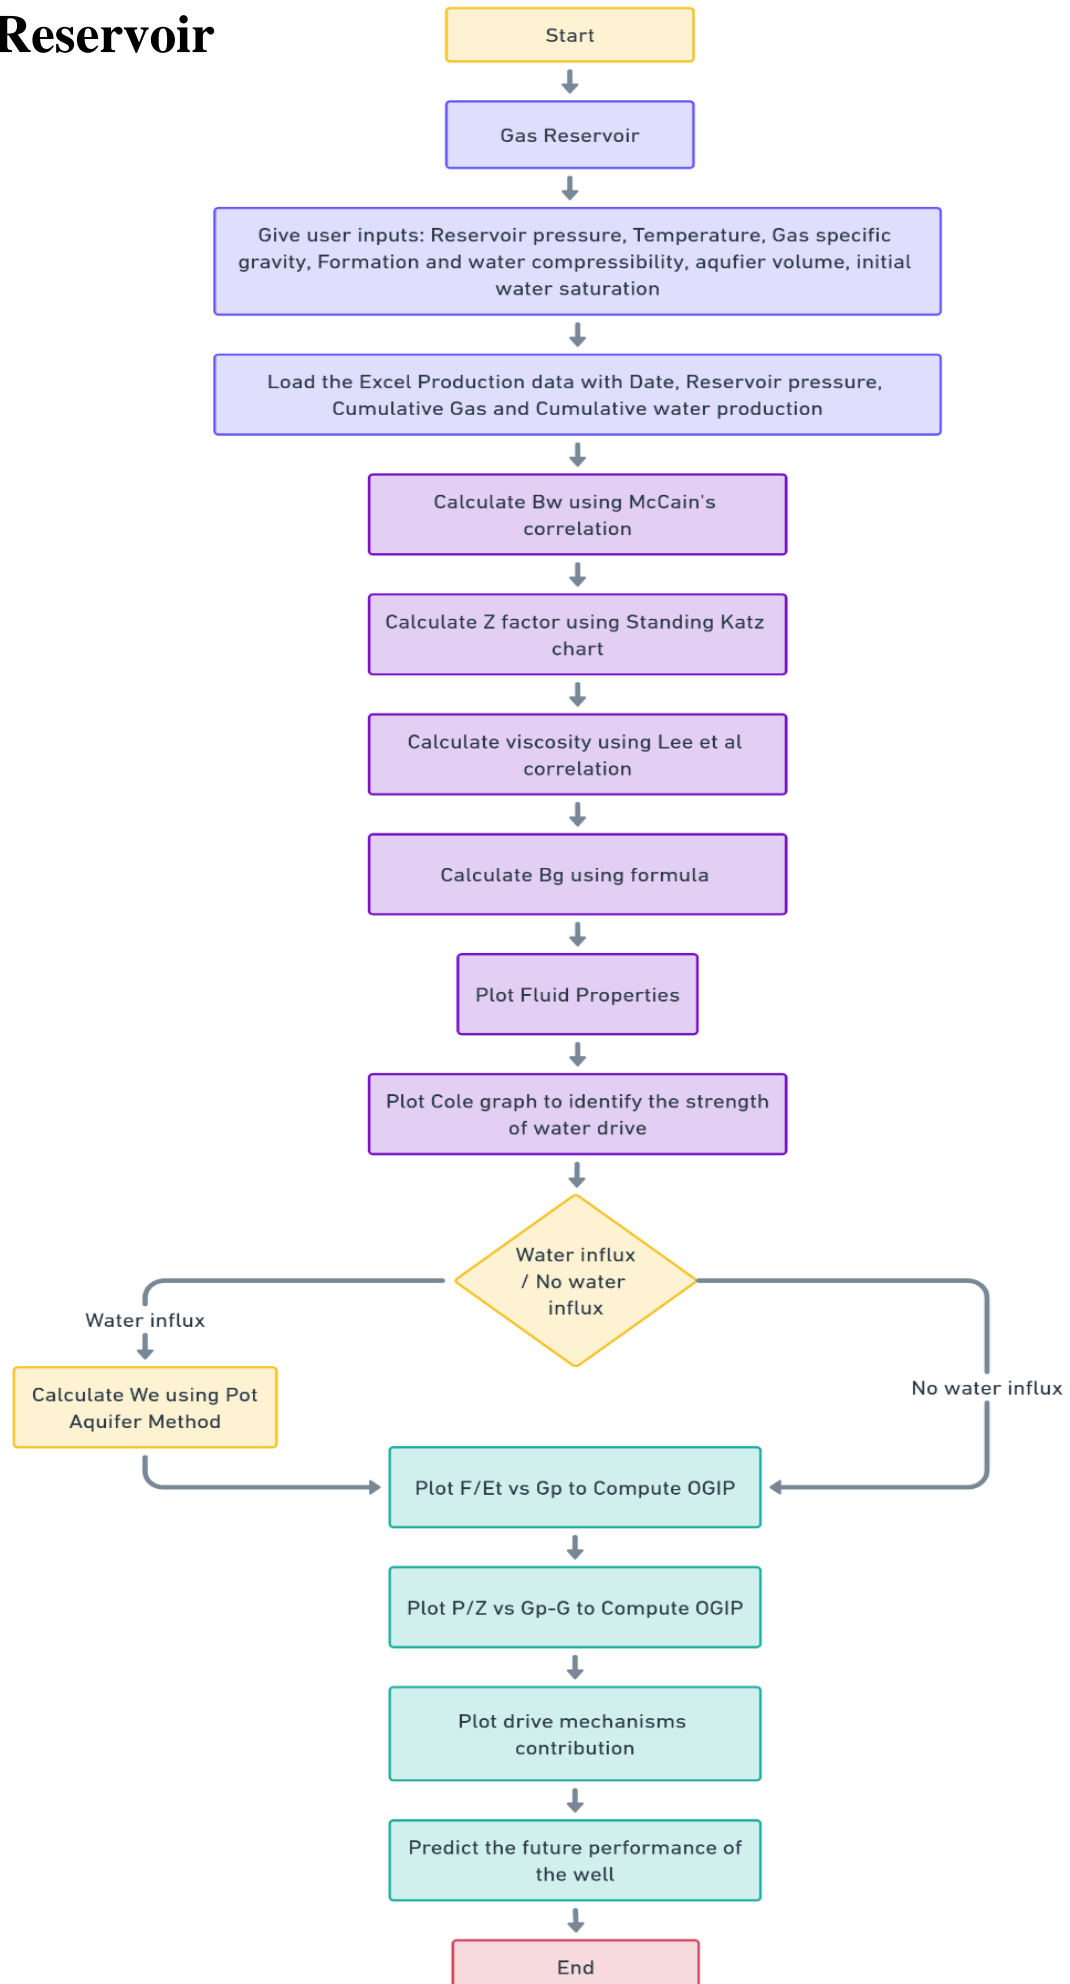 Reservoir
Start
Gas Reservoir
Give user inputs: Reservoir pressure, Temperature, Gas specific
gravity, Formation and water compressibility, aqufier volume, initial
water saturation
Load the Excel Production data with Date, Reservoir pressure,
Cumulative Gas and Cumulative water production
Calculate Bw using McCain's
correlation
Calculate Z factor using Standing Katz
chart
Calculate viscosity using Lee et al
correlation
Calculate Bg using formula
Plot Fluid Properties
Plot Cole graph to identify the strength
of water drive
Water influx
/ No water
influx
Water influx
No water influx
Calculate We using Pot
Aquifer Method
Plot F/Et vs Gp to Compute OGIP
Plot P/Z vs Gp-G to Compute OGIP
Plot drive mechanisms
contribution
Predict the future performance of
the well
End